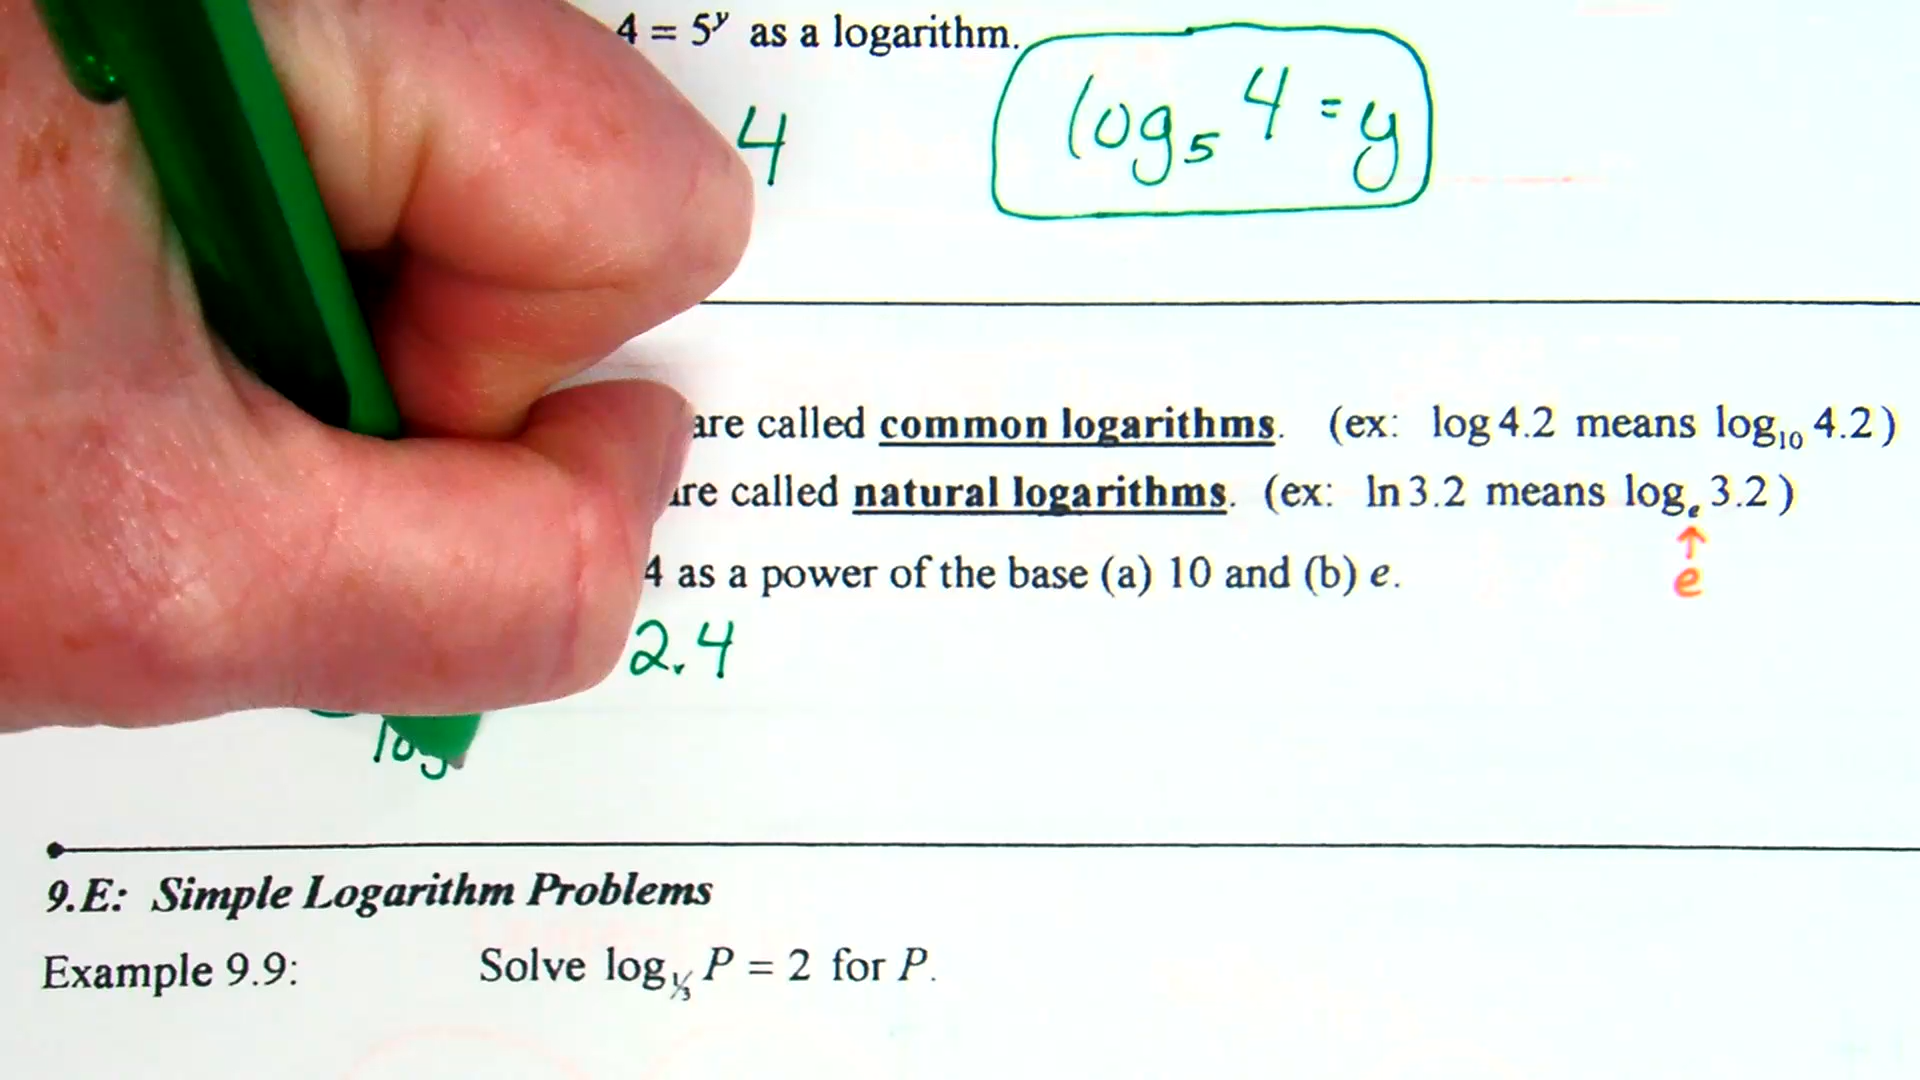 4 = 5ʸ as a logarithm.
4 log₅ 4 = y
are called common logarithms. (ex: log 4.2 means log₁₀ 4.2)
are called natural logarithms. (ex: ln 3.2 means logₑ 3.2)
e
4 as a power of the base (a) 10 and (b) e.
2.4
log
9.E: Simple Logarithm Problems
Example 9.9: Solve log⅓ P = 2 for P.